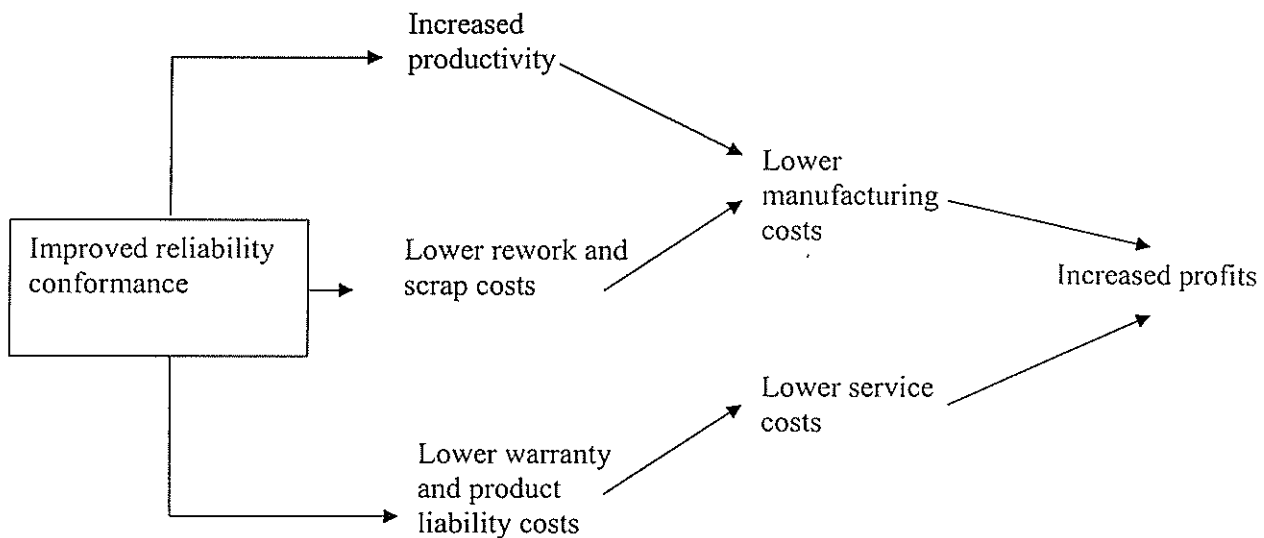 Increased
productivity
Lower
manufacturing
costs
Improved reliability
conformance
Lower rework and
scrap costs
Increased profits
Lower service
costs
Lower warranty
and product
liability costs